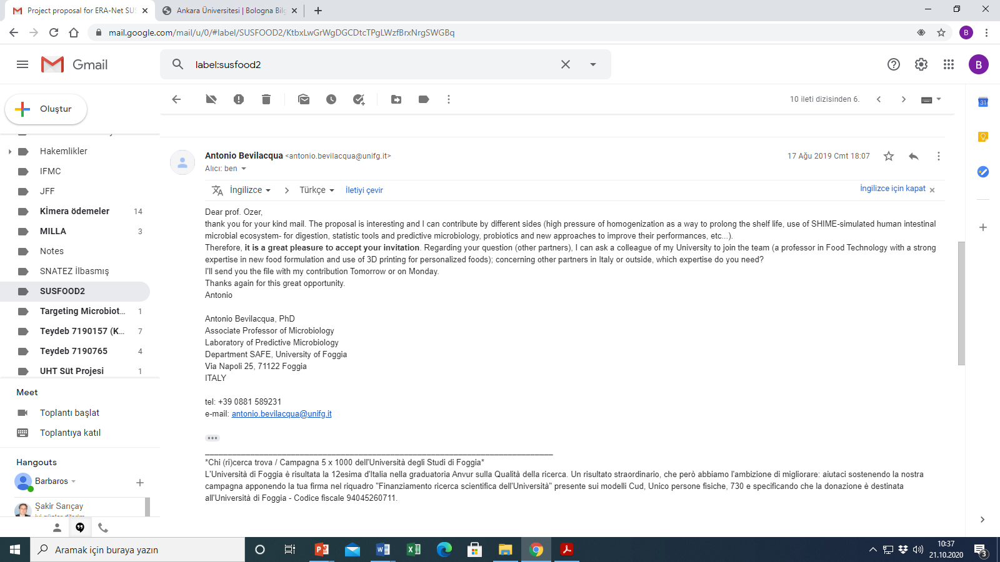 Project proposal for ERA-Net SUS
Ankara Üniversitesi | Bologna Bilg
mail.google.com/mail/u/0/#label/SUSFOOD2/KtbxLwGrWgDGCDtcTPgLWzfBrxNrgSWGBq
B
Gmail
label:susfood2
B
Oluştur
10 ileti dizisinden 6.
31
Hakemlikler
IFMC
JFF
Kİmera ödemeler 14
MILLA 3
Notes
SNATEZ İlbasmış
SUSFOOD2
Targeting Microbiot... 1
Teydeb 7190157 (K... 7
Teydeb 7190765 4
UHT Süt Projesi 1
Meet
Toplantı başlat
Toplantıya katıl
Hangouts
Barbaros
Şakir Sarıçay
iyi günler dilerim
Antonio Bevilacqua <antonio.bevilacqua@unifg.it>
17 Ağu 2019 Cmt 18:07
Alıcı: ben
İngilizce > Türkçe İletiyi çevir
İngilizce için kapat
Dear prof. Ozer,
thank you for your kind mail. The proposal is interesting and I can contribute by different sides (high pressure of homogenization as a way to prolong the shelf life, use of SHIME-simulated human intestinal
microbial ecosystem- for digestion, statistic tools and predictive microbiology, probiotics and new approaches to improve their performances, etc...).
Therefore, it is a great pleasure to accept your invitation. Regarding your question (other partners), I can ask a colleague of my University to join the team (a professor in Food Technology with a strong
expertise in new food formulation and use of 3D printing for personalized foods); concerning other partners in Italy or outside, which expertise do you need?
I'll send you the file with my contribution Tomorrow or on Monday.
Thanks again for this great opportunity.
Antonio
Antonio Bevilacqua, PhD
Associate Professor of Microbiology
Laboratory of Predictive Microbiology
Department SAFE, University of Foggia
Via Napoli 25, 71122 Foggia
ITALY
tel: +39 0881 589231
e-mail: antonio.bevilacqua@unifg.it
*Chi (ri)cerca trova / Campagna 5 x 1000 dell'Università degli Studi di Foggia*
L'Università di Foggia è risultata la 12esima d'Italia nella graduatoria Anvur sulla Qualità della ricerca. Un risultato straordinario, che però abbiamo l'ambizione di migliorare: aiutaci sostenendo la nostra
campagna apponendo la tua firma nel riquadro "Finanziamento ricerca scientifica dell'Università" presente sui modelli Cud, Unico persone fisiche, 730 e specificando che la donazione è destinata
all'Università di Foggia - Codice fiscale 94045260711.
Aramak için buraya yazın
10:37
21.10.2020
3